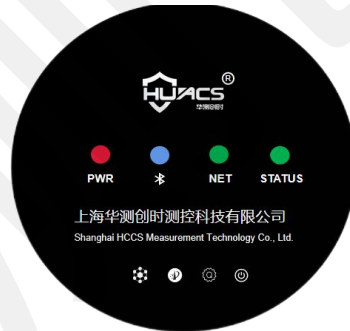 HUACS®
华测创时
PWR
NET
STATUS
上海华测创时测控科技有限公司
Shanghai HCCS Measurement Technology Co., Ltd.